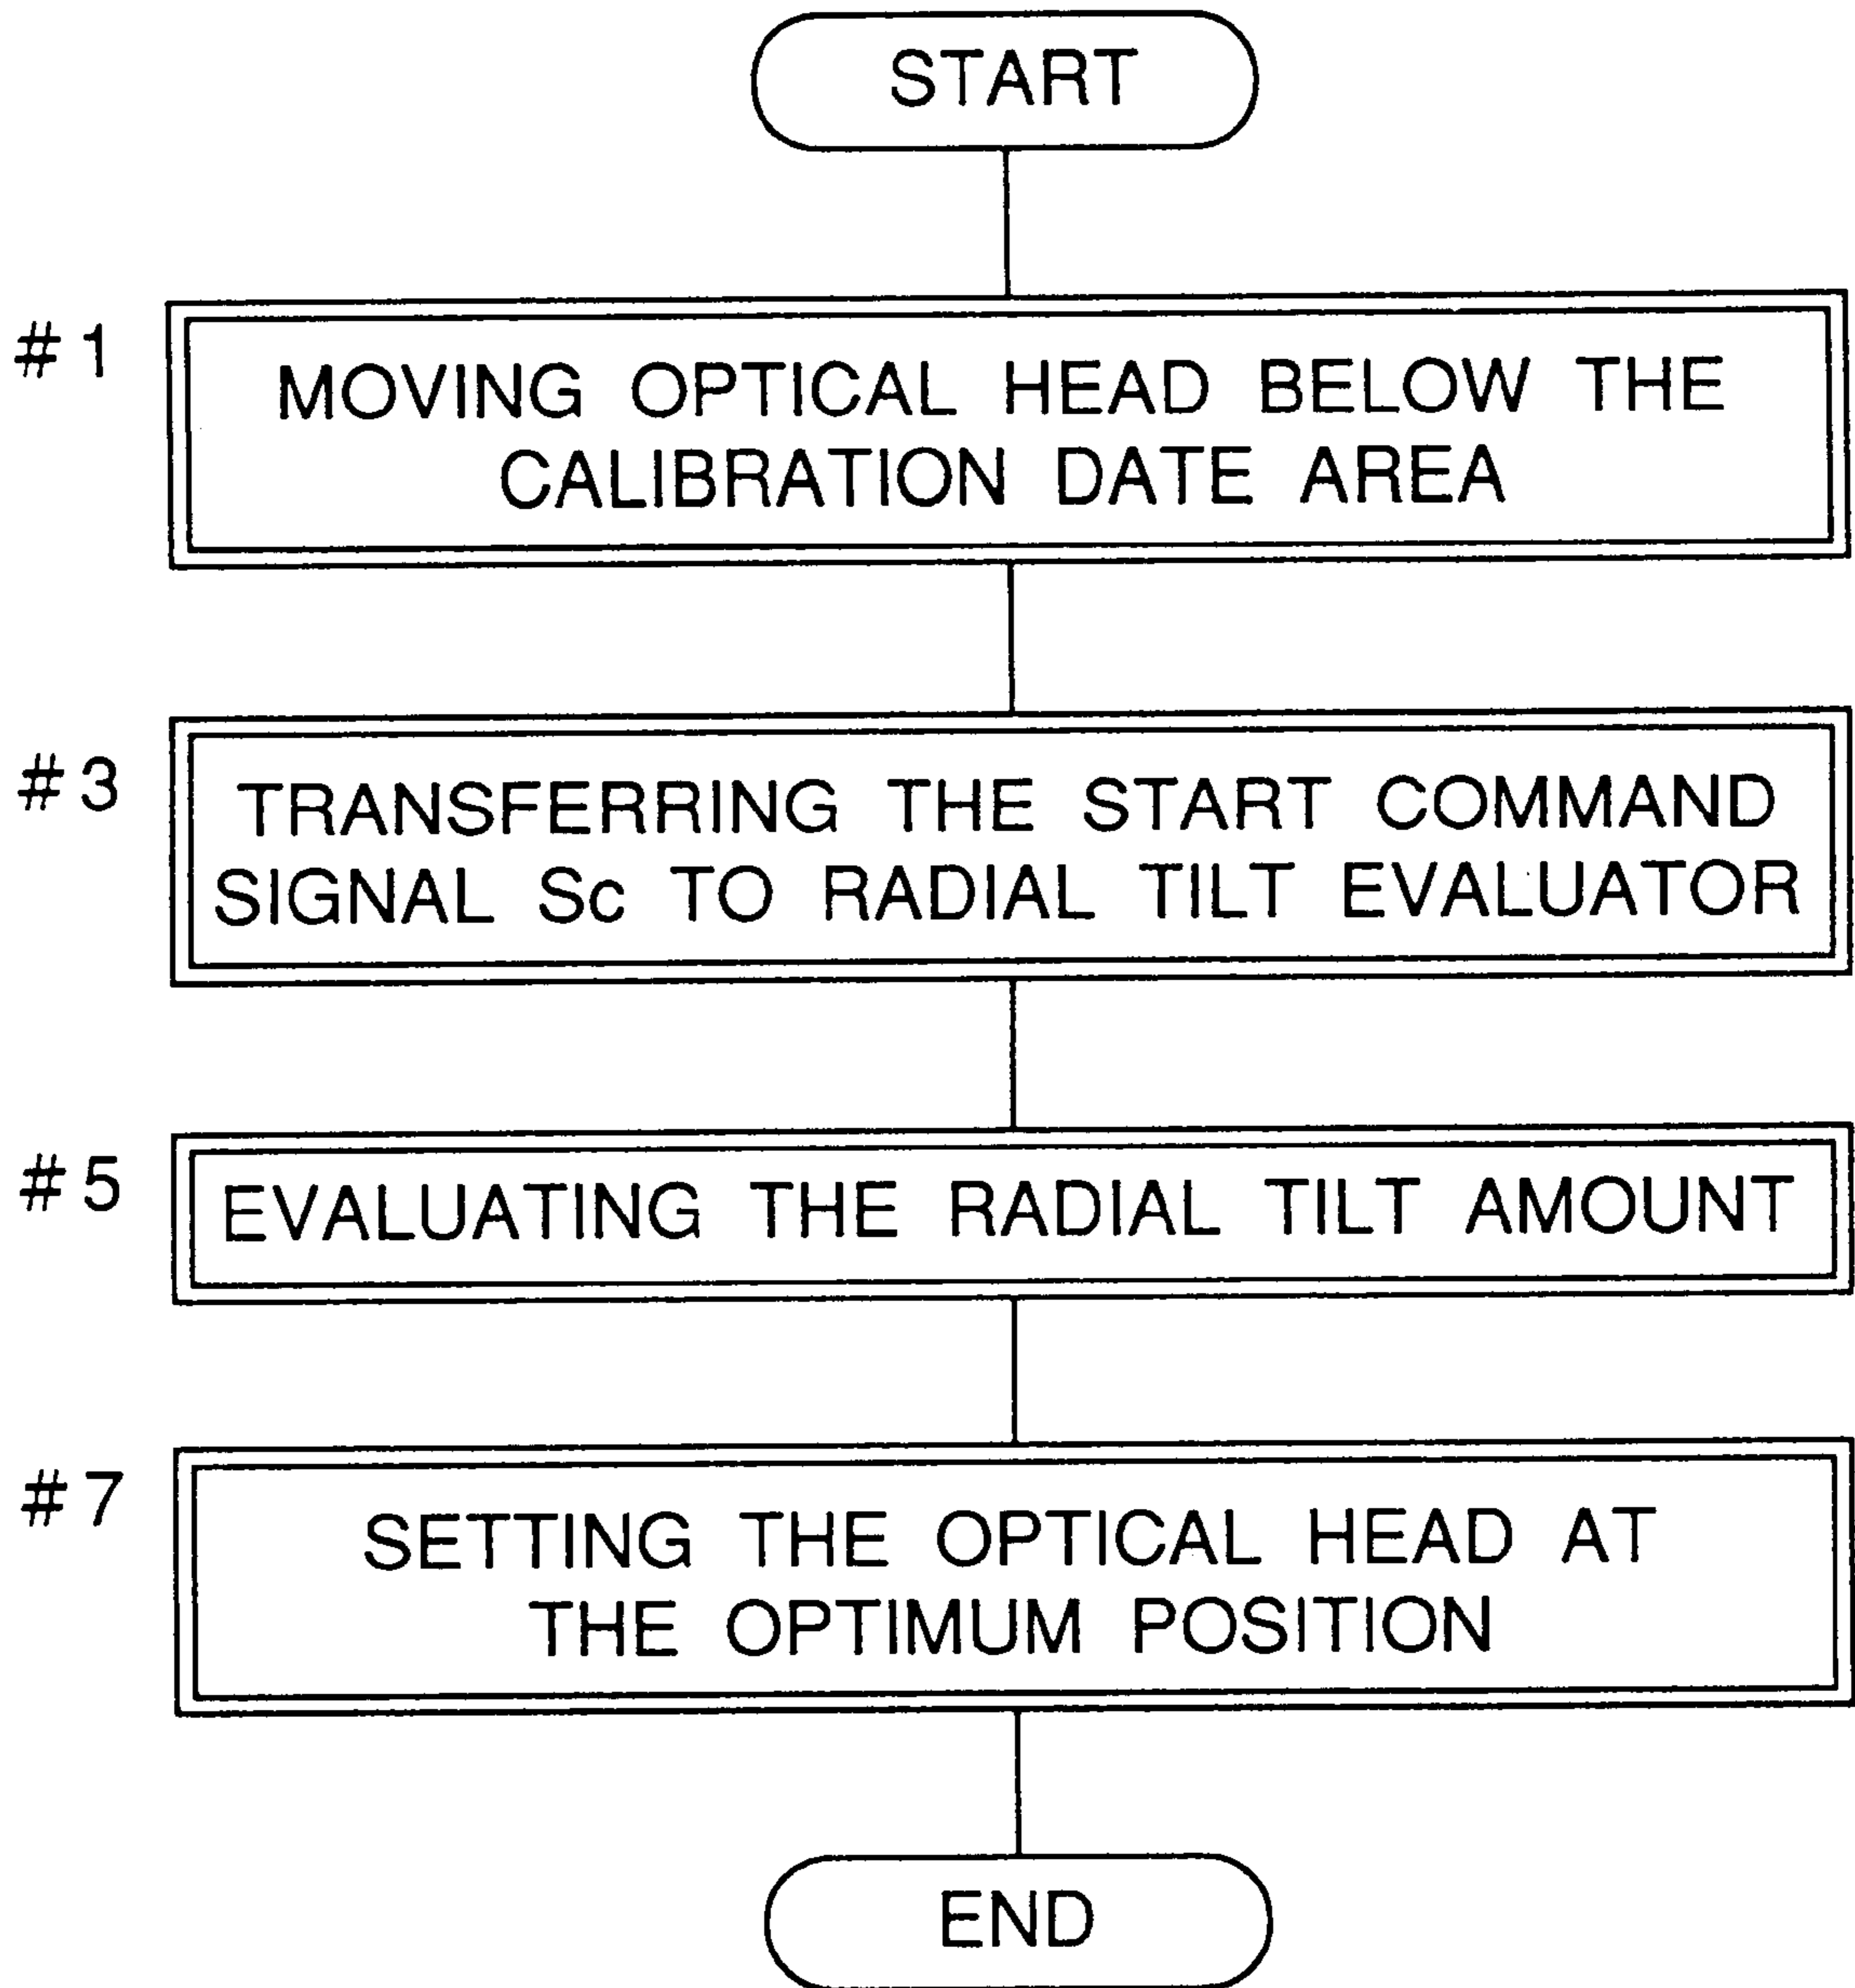 START
#1
MOVING OPTICAL HEAD BELOW THE
CALIBRATION DATE AREA
#3
TRANSFERRING THE START COMMAND
SIGNAL Sc TO RADIAL TILT EVALUATOR
#5
EVALUATING THE RADIAL TILT AMOUNT
#7
SETTING THE OPTICAL HEAD AT
THE OPTIMUM POSITION
END